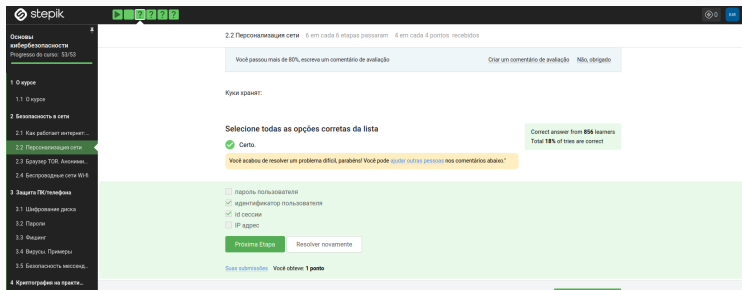 stepik
0
Основы
кибербезопасности
Progresso do curso: 53/53
1 О курсе
1.1 О курсе
2 Безопасность в сети
2.1 Как работает интернет:...
2.2 Персонализация сети
2.3 Браузер TOR. Аноними...
2.4 Беспроводные сети Wi-fi
3 Защита ПК/телефона
3.1 Шифрование диска
3.2 Пароли
3.3 Фишинг
3.4 Вирусы. Примеры
3.5 Безопасность мессенд...
4 Криптография на практи...
2.2 Персонализация сети 6 em cada 6 etapas passaram 4 em cada 4 pontos recebidos
Você passou mais de 80%, escreva um comentário de avaliação Criar um comentário de avaliação Não, obrigado
Куки хранят:
Selecione todas as opções corretas da lista
Certo.
Você acabou de resolver um problema difícil, parabéns! Você pode ajudar outras pessoas nos comentários abaixo."
Correct answer from 856 learners
Total 18% of tries are correct
пароль пользователя
идентификатор пользователя
id сессии
IP адрес
Próxima Etapa Resolver novamente
Suas submissões Você obteve: 1 ponto